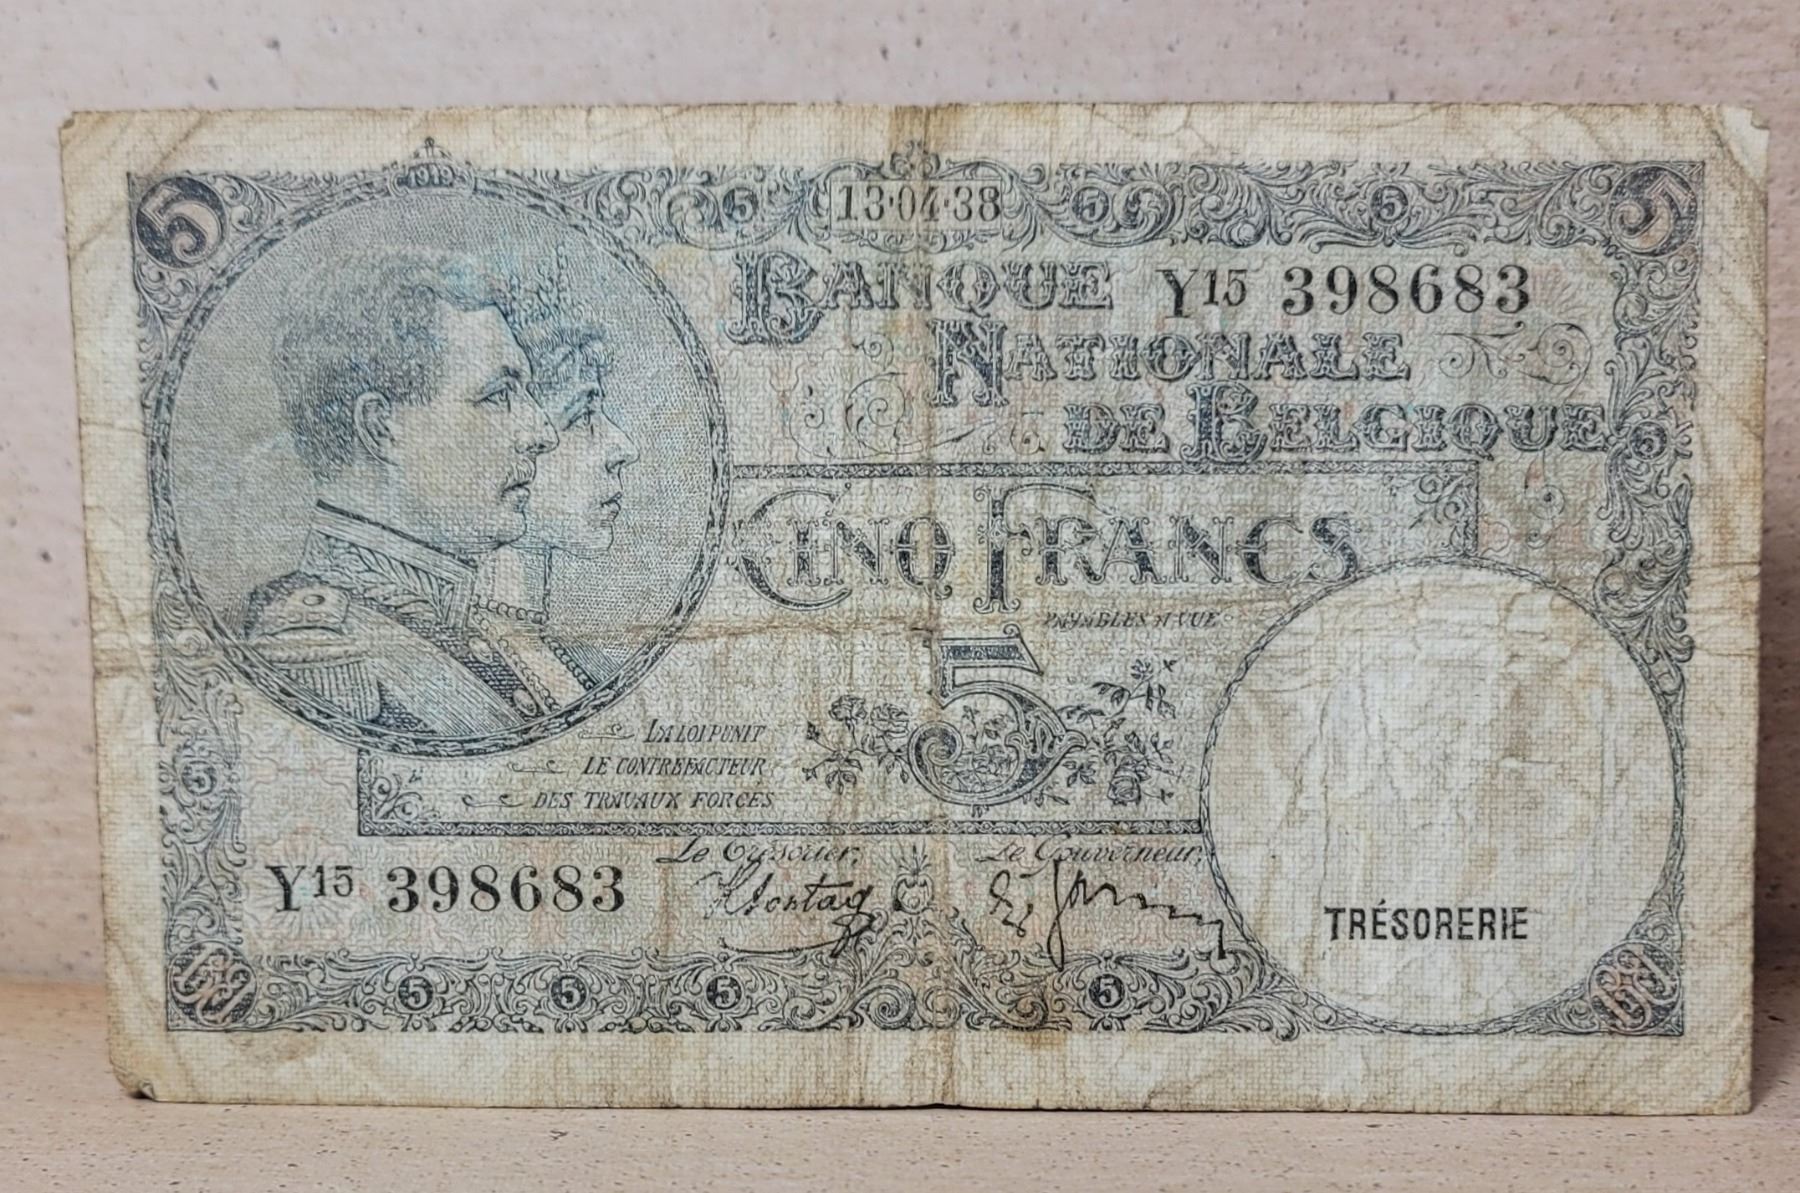 5 1919 5 13·04·38 5 5 5
BANQUE Y15 398683
NATIONALE
DE BELGIQUE 5
CINQ FRANCS
PAYABLES À VUE
5
LA LOI PUNIT
LE CONTREFACTEUR
DES TRAVAUX FORCÉS
5
Le Trésorier, Le Gouverneur,
Y15 398683
TRÉSORERIE
5 5 5 5